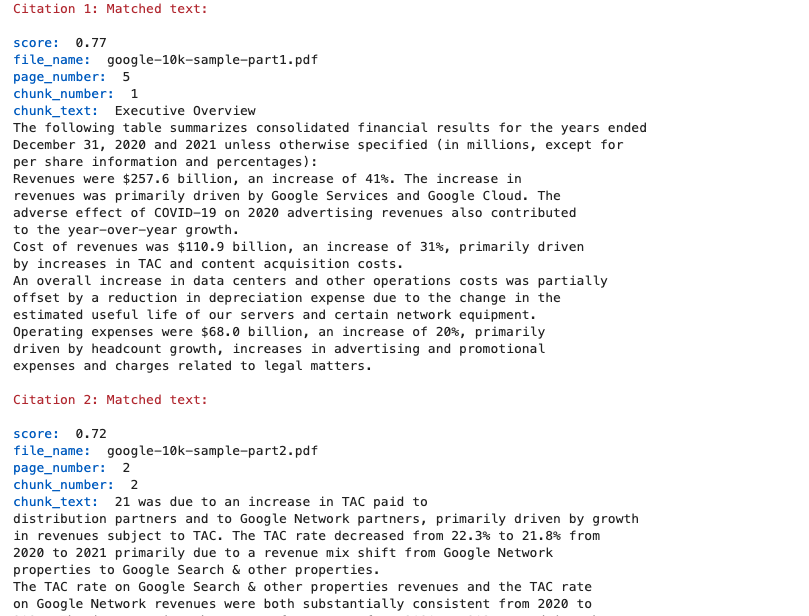 Citation 1: Matched text:
score:  0.77
file_name:  google-10k-sample-part1.pdf
page_number:  5
chunk_number:  1
chunk_text:  Executive Overview
The following table summarizes consolidated financial results for the years ended
December 31, 2020 and 2021 unless otherwise specified (in millions, except for
per share information and percentages):
Revenues were $257.6 billion, an increase of 41%. The increase in
revenues was primarily driven by Google Services and Google Cloud. The
adverse effect of COVID-19 on 2020 advertising revenues also contributed
to the year-over-year growth.
Cost of revenues was $110.9 billion, an increase of 31%, primarily driven
by increases in TAC and content acquisition costs.
An overall increase in data centers and other operations costs was partially
offset by a reduction in depreciation expense due to the change in the
estimated useful life of our servers and certain network equipment.
Operating expenses were $68.0 billion, an increase of 20%, primarily
driven by headcount growth, increases in advertising and promotional
expenses and charges related to legal matters.
Citation 2: Matched text:
score:  0.72
file_name:  google-10k-sample-part2.pdf
page_number:  2
chunk_number:  2
chunk_text:  21 was due to an increase in TAC paid to
distribution partners and to Google Network partners, primarily driven by growth
in revenues subject to TAC. The TAC rate decreased from 22.3% to 21.8% from
2020 to 2021 primarily due to a revenue mix shift from Google Network
properties to Google Search & other properties.
The TAC rate on Google Search & other properties revenues and the TAC rate
on Google Network revenues were both substantially consistent from 2020 to